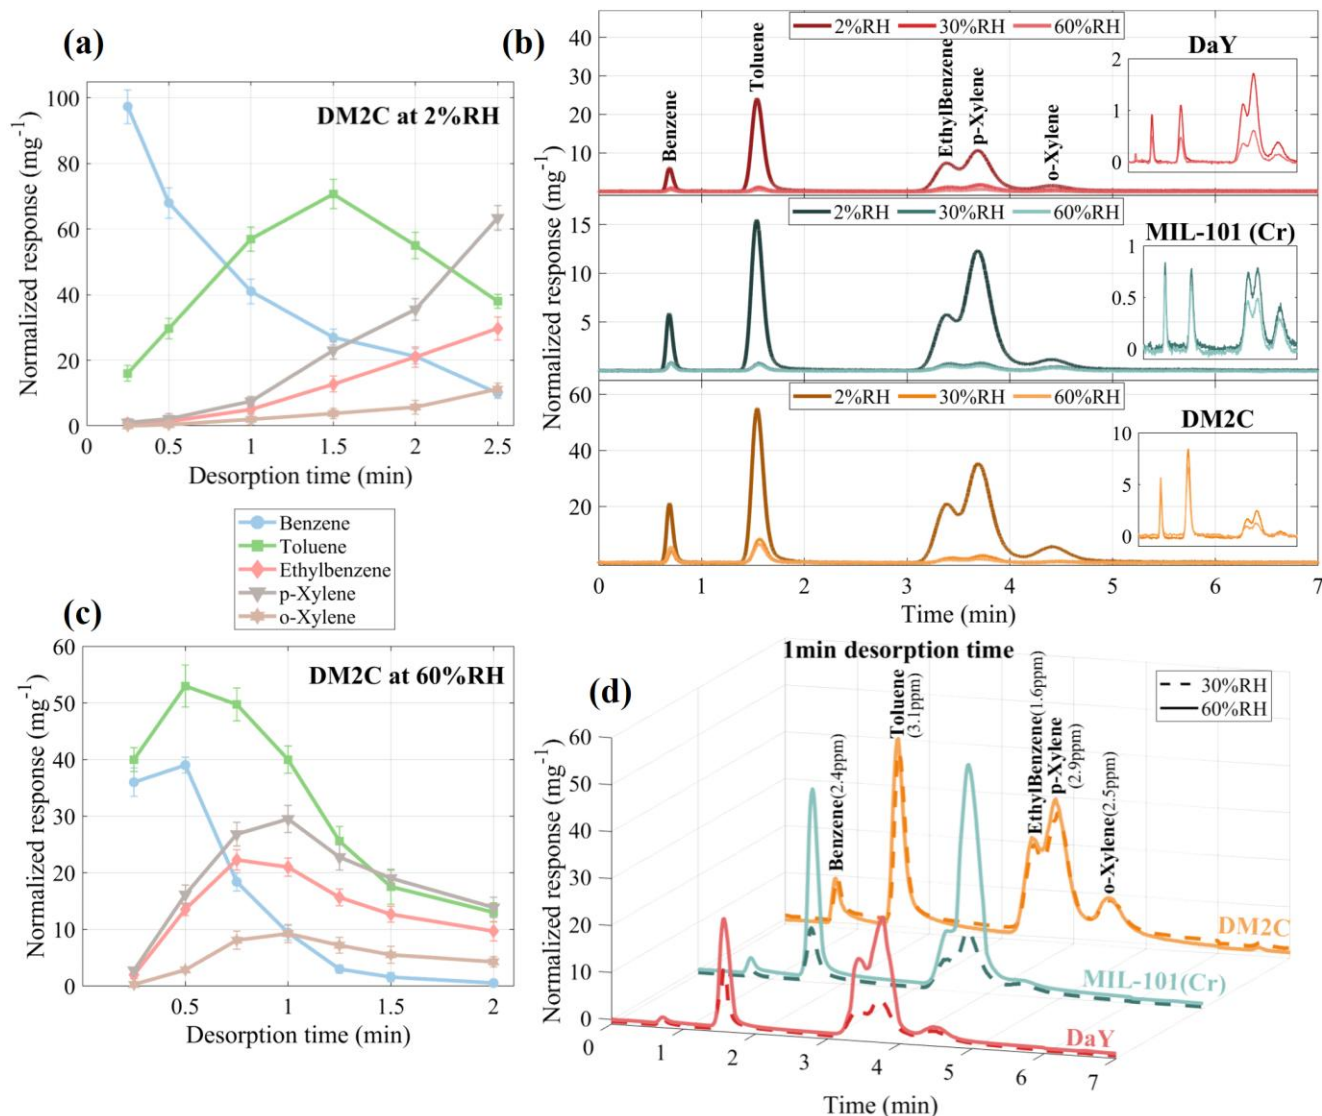 (a)
DM2C at 2%RH
Normalized response (mg⁻¹)
100
80
60
40
20
0
0 0.5 1 1.5 2 2.5
Desorption time (min)
Benzene
Toluene
Ethylbenzene
p-Xylene
o-Xylene
(b)
2%RH 30%RH 60%RH
DaY
Benzene
Toluene
EthylBenzene
p-Xylene
o-Xylene
40
30
20
10
2
1
0
2%RH 30%RH 60%RH
MIL-101 (Cr)
Normalized response (mg⁻¹)
15
10
5
1
0.5
0
2%RH 30%RH 60%RH
DM2C
60
40
20
10
5
0
0 1 2 3 4 5 6 7
Time (min)
(c)
DM2C at 60%RH
Normalized response (mg⁻¹)
60
50
40
30
20
10
0
0.5 1 1.5 2
Desorption time (min)
(d)
1min desorption time
30%RH
60%RH
Benzene(2.4ppm)
Toluene
(3.1ppm)
EthylBenzene(1.6ppm)
p-Xylene
(2.9ppm)
o-Xylene(2.5ppm)
DM2C
MIL-101(Cr)
DaY
Normalized response (mg⁻¹)
60
50
40
30
20
10
0
0 1 2 3 4 5 6 7
Time (min)